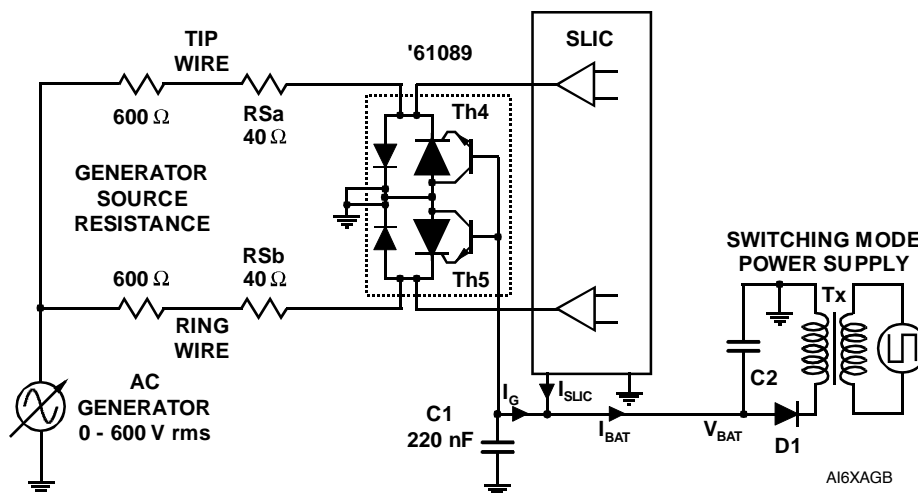 TIP
WIRE
'61089
SLIC
600 Ω
RSa
40 Ω
Th4
GENERATOR
SOURCE
RESISTANCE
RSb
600 Ω
40 Ω
Th5
RING
WIRE
SWITCHING MODE
POWER SUPPLY
Tx
AC
GENERATOR
0 - 600 V rms
C1
220 nF
I_G
I_SLIC
I_BAT
V_BAT
C2
D1
AI6XAGB